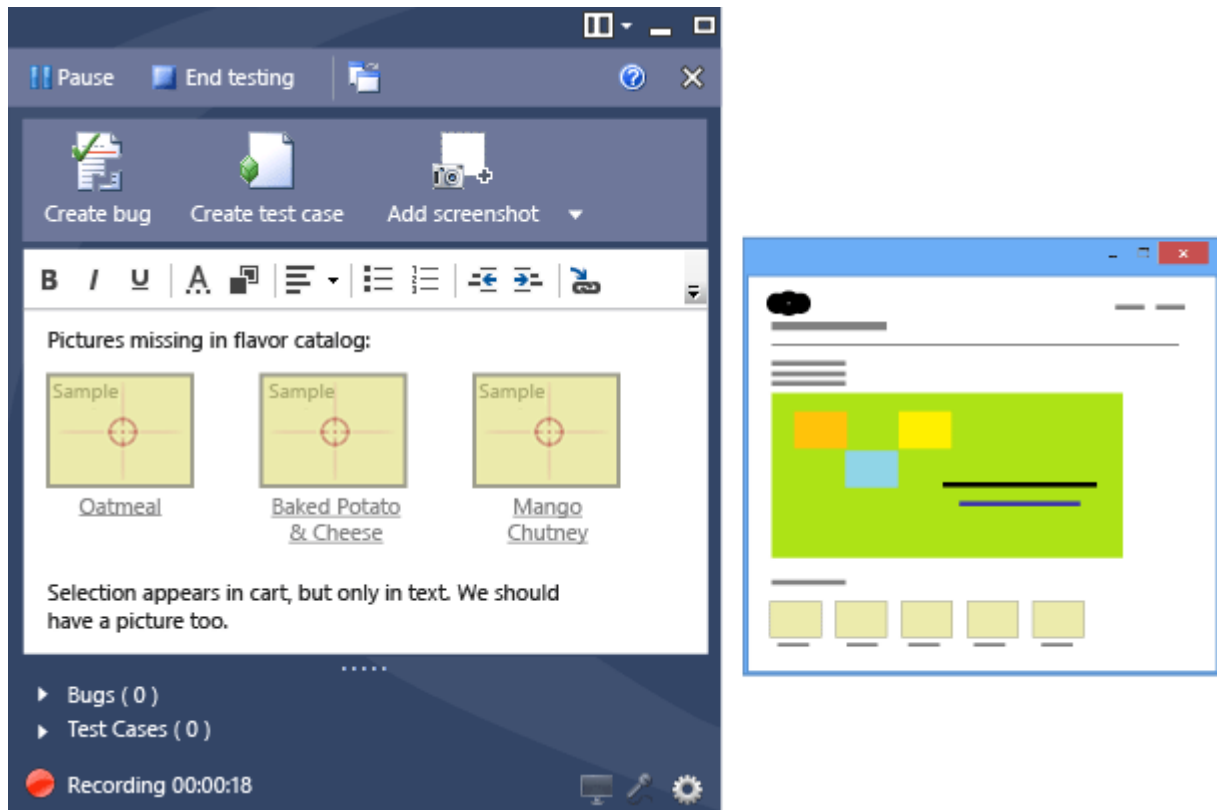 Pause End testing
Create bug Create test case Add screenshot
B I U A
Pictures missing in flavor catalog:
Sample Sample Sample
Oatmeal Baked Potato Mango
& Cheese Chutney
Selection appears in cart, but only in text. We should
have a picture too.
Bugs ( 0 )
Test Cases ( 0 )
Recording 00:00:18